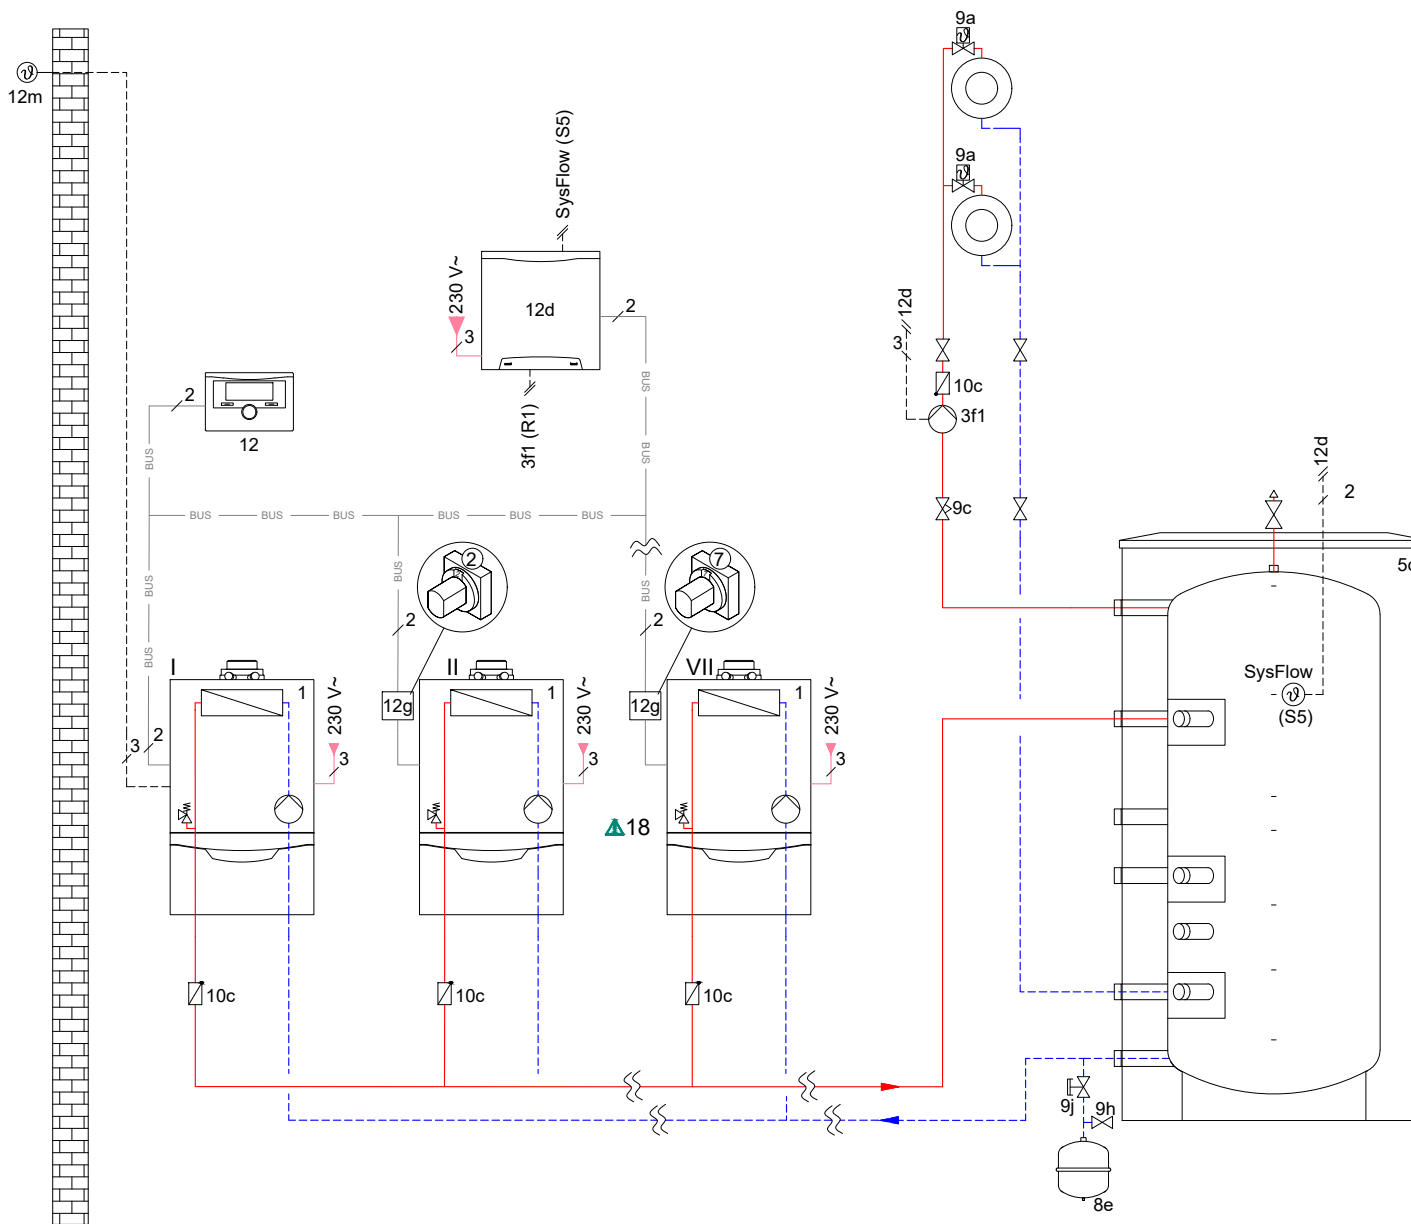 9a
12m
SysFlow (S5)
9a
230 V~
12d
2
3
12d
3
10c
3f1
2
12
3f1 (R1)
BUS
BUS
BUS
12d
2
9c
BUS BUS BUS BUS BUS BUS
2
7
BUS
BUS
5c
2
2
BUS
I
II
VII
SysFlow
(S5)
1
230 V~
12g
1
230 V~
12g
1
230 V~
3
2
3
3
3
18
10c
10c
10c
9j
9h
8e